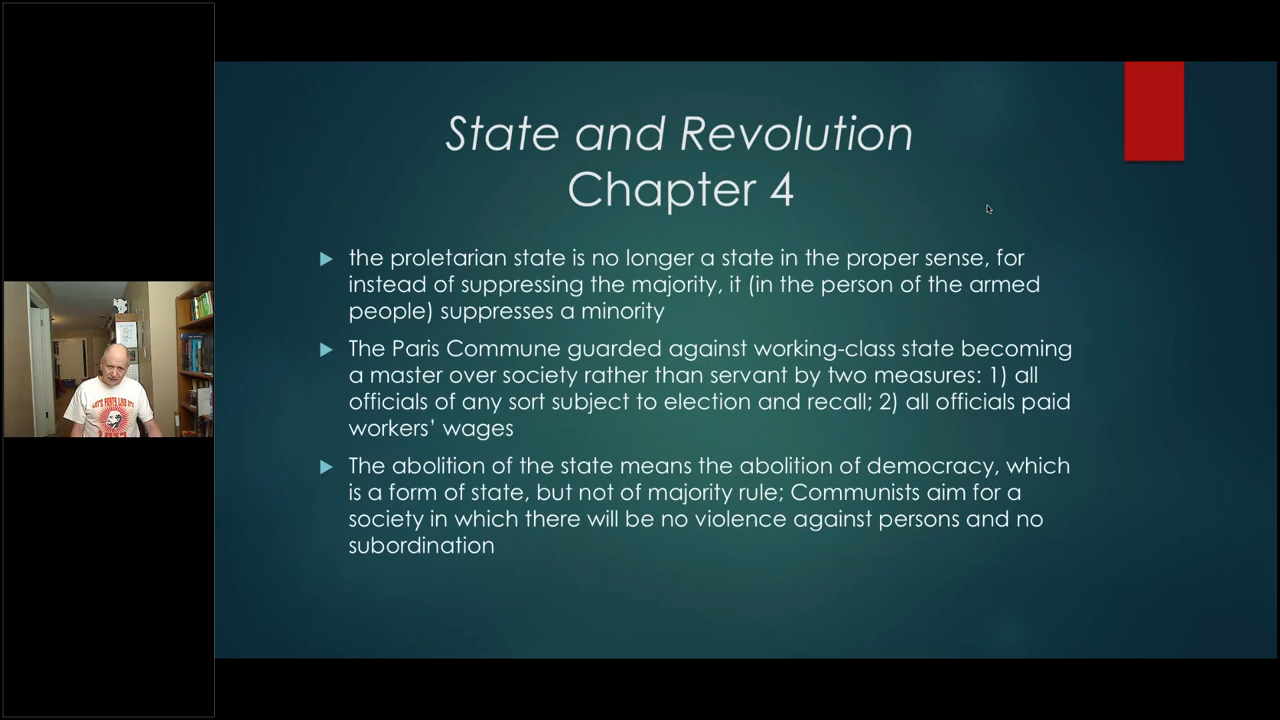 State and Revolution
Chapter 4
the proletarian state is no longer a state in the proper sense, for
instead of suppressing the majority, it (in the person of the armed
people) suppresses a minority
The Paris Commune guarded against working-class state becoming
a master over society rather than servant by two measures: 1) all
officials of any sort subject to election and recall; 2) all officials paid
workers' wages
The abolition of the state means the abolition of democracy, which
is a form of state, but not of majority rule; Communists aim for a
society in which there will be no violence against persons and no
subordination